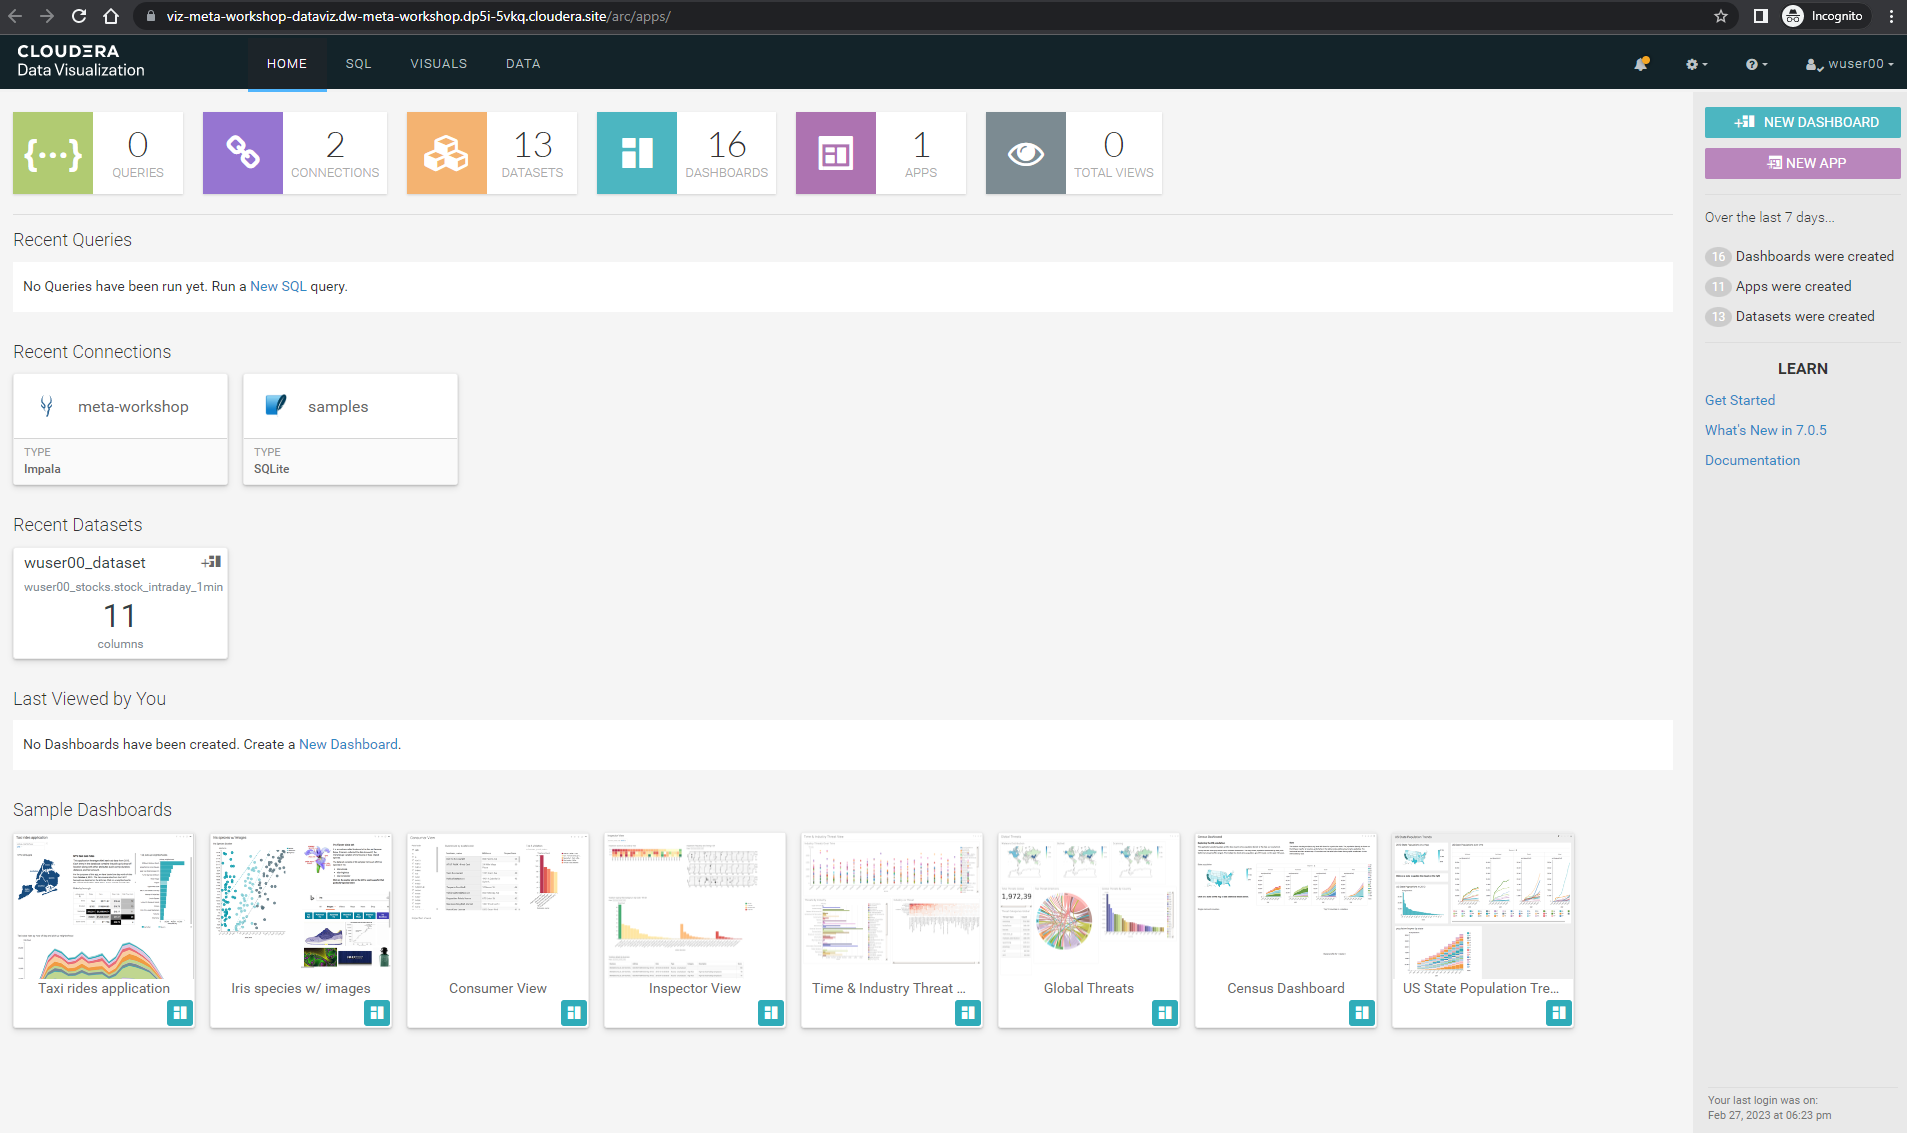 viz-meta-workshop-dataviz.dw-meta-workshop.dp5i-5vkq.cloudera.site/arc/apps/
Incognito
CLOUDERA
Data Visualization
HOME
SQL
VISUALS
DATA
wuser00
0
QUERIES
2
CONNECTIONS
13
DATASETS
16
DASHBOARDS
1
APPS
0
TOTAL VIEWS
NEW DASHBOARD
NEW APP
Over the last 7 days...
16 Dashboards were created
11 Apps were created
13 Datasets were created
LEARN
Get Started
What's New in 7.0.5
Documentation
Recent Queries
No Queries have been run yet. Run a New SQL query.
Recent Connections
meta-workshop
TYPE
Impala
samples
TYPE
SQLite
Recent Datasets
wuser00_dataset
wuser00_stocks.stock_intraday_1min
11
columns
Last Viewed by You
No Dashboards have been created. Create a New Dashboard.
Sample Dashboards
Taxi rides application
Iris species w/ images
Consumer View
Inspector View
Time & Industry Threat ...
1,972,39
Global Threats
Census Dashboard
US State Population Tre...
Your last login was on:
Feb 27, 2023 at 06:23 pm